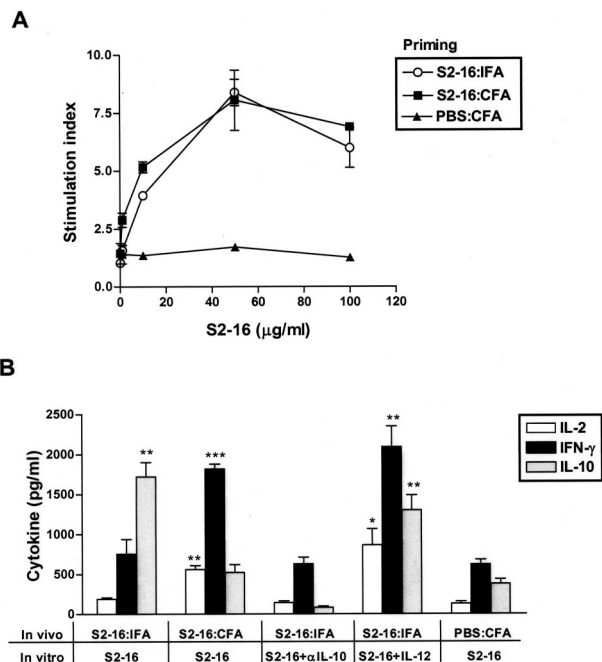 A
Priming
S2-16:IFA
S2-16:CFA
PBS:CFA
10.0
7.5
5.0
2.5
0.0
Stimulation index
0 20 40 60 80 100 120
S2-16 (μg/ml)
B
IL-2
IFN-γ
IL-10
2500
2000
1500
1000
500
0
Cytokine (pg/ml)
** ** *** * ** **
In vivo S2-16:IFA S2-16:CFA S2-16:IFA S2-16:IFA PBS:CFA
In vitro S2-16 S2-16 S2-16+αIL-10 S2-16+IL-12 S2-16